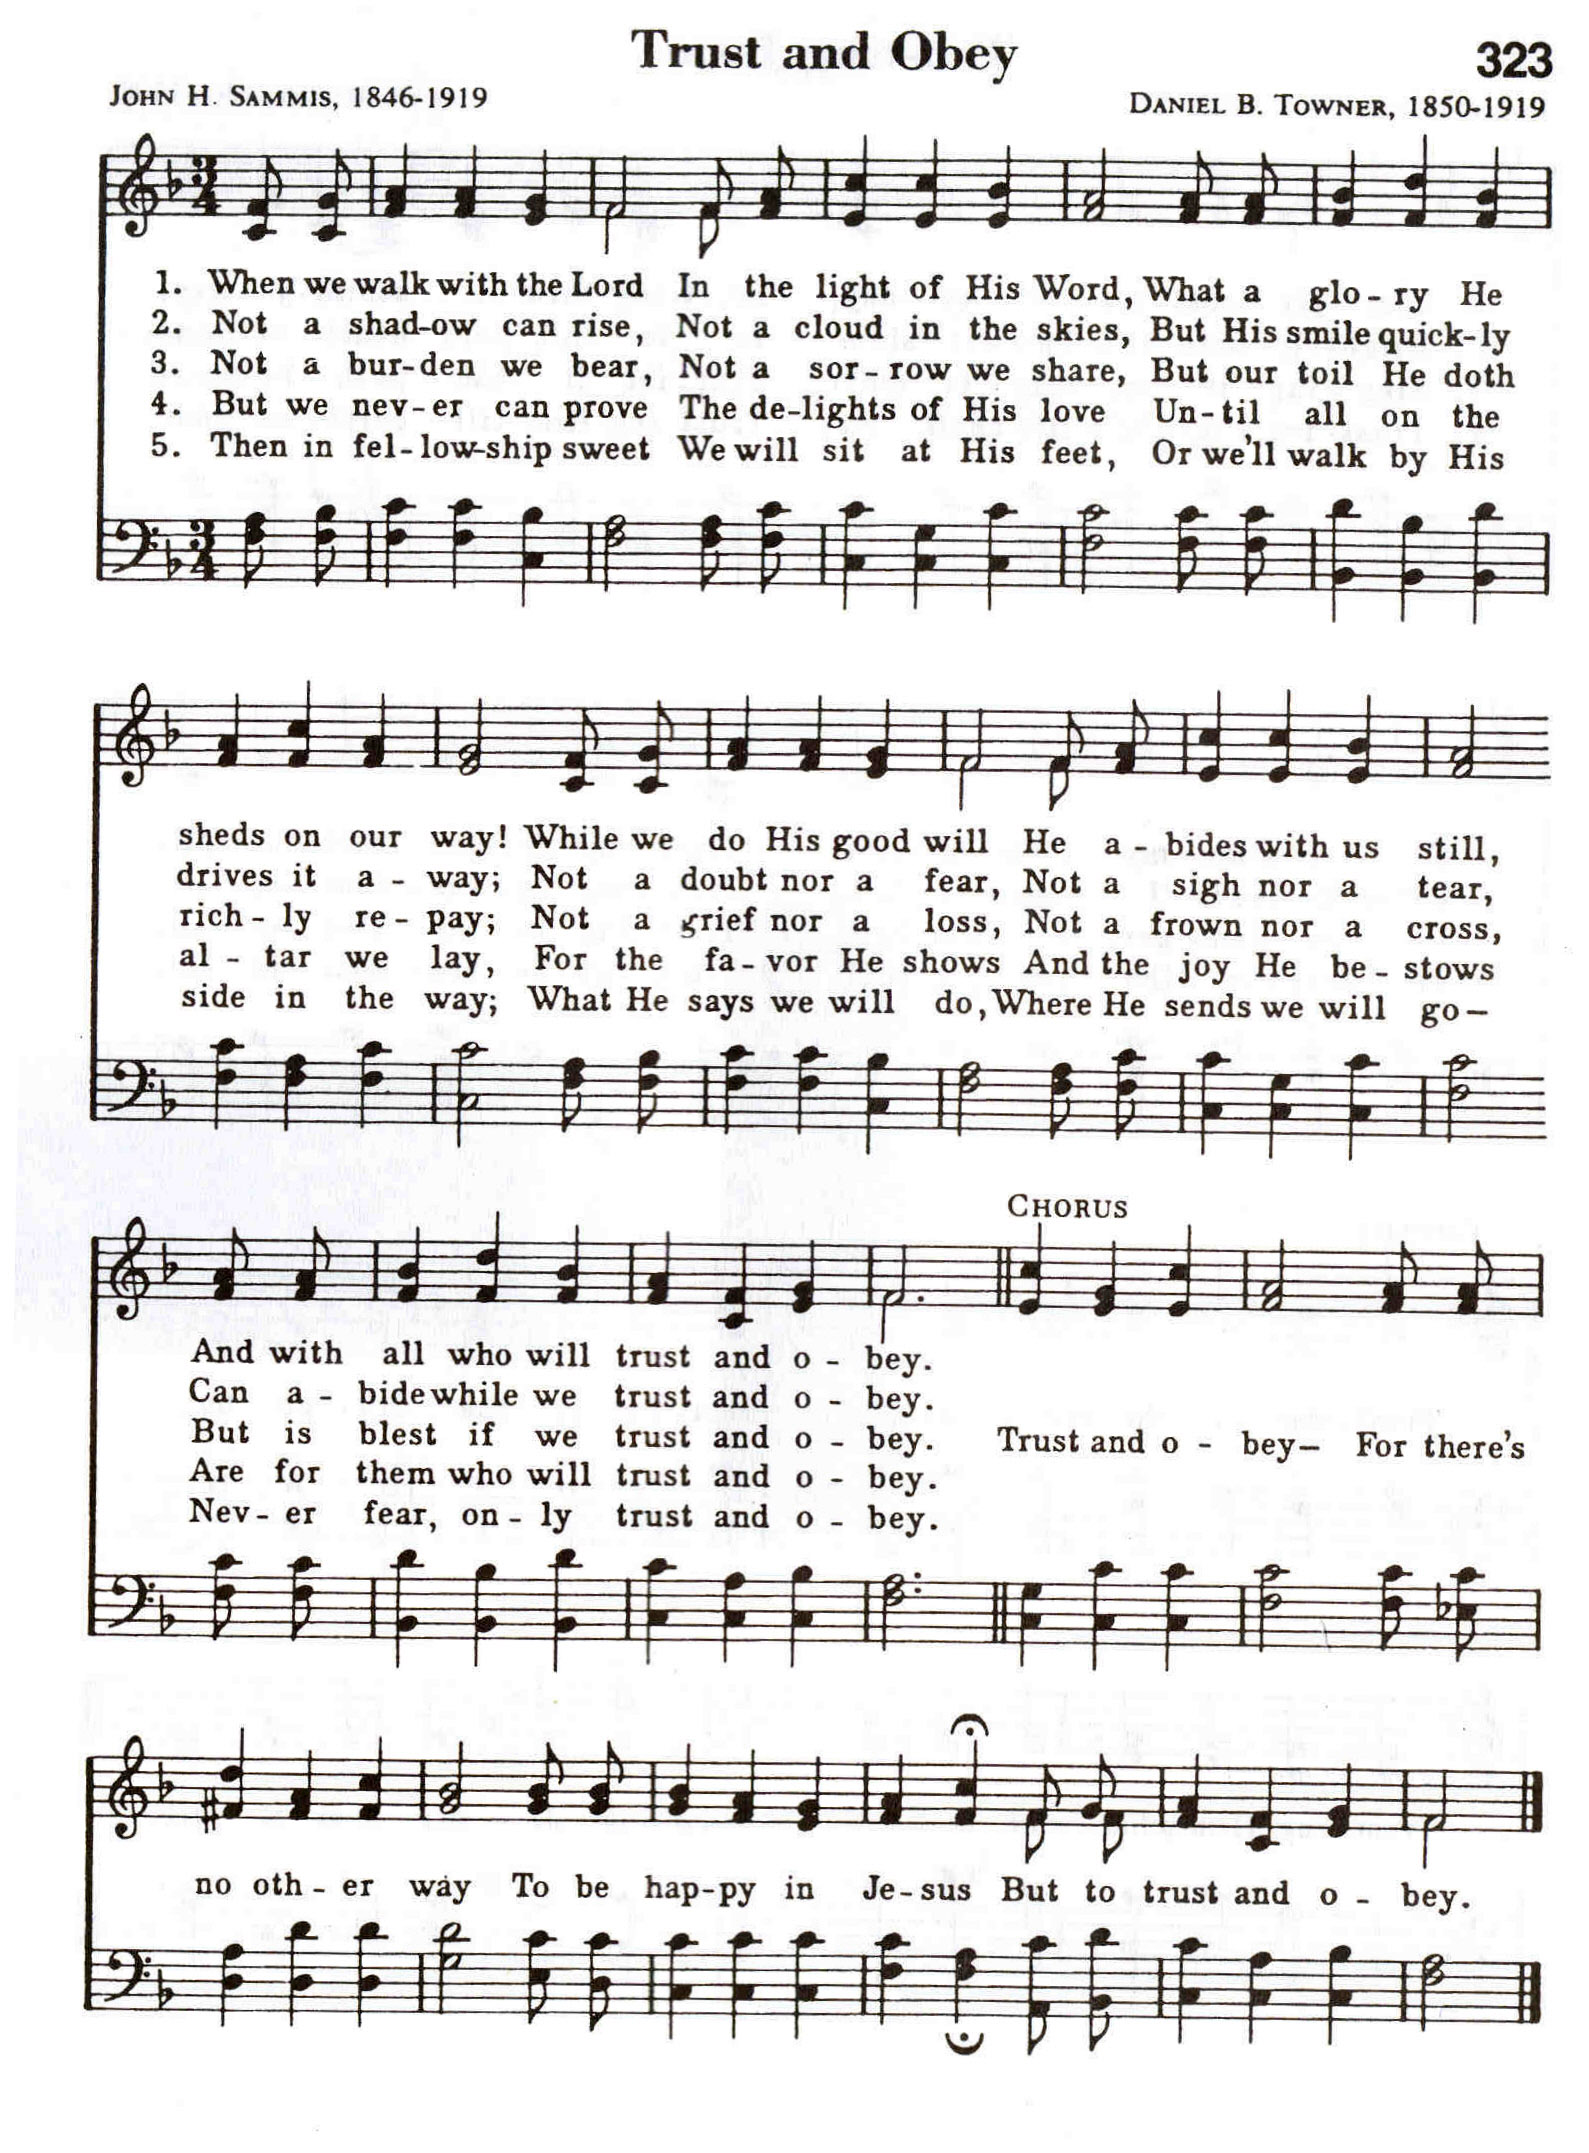 Trust and Obey
323
JOHN H. SAMMIS, 1846-1919
DANIEL B. TOWNER, 1850-1919
1. When we walk with the Lord In the light of His Word, What a glo-ry He
2. Not a shad-ow can rise, Not a cloud in the skies, But His smile quick-ly
3. Not a bur-den we bear, Not a sor-row we share, But our toil He doth
4. But we nev-er can prove The de-lights of His love Un-til all on the
5. Then in fel-low-ship sweet We will sit at His feet, Or we'll walk by His
sheds on our way! While we do His good will He a-bides with us still,
drives it a-way; Not a doubt nor a fear, Not a sigh nor a tear,
rich-ly re-pay; Not a grief nor a loss, Not a frown nor a cross,
al-tar we lay, For the fa-vor He shows And the joy He be-stows
side in the way; What He says we will do, Where He sends we will go—
CHORUS
And with all who will trust and o-bey.
Can a-bide while we trust and o-bey.
But is blest if we trust and o-bey. Trust and o-bey— For there's
Are for them who will trust and o-bey.
Nev-er fear, on-ly trust and o-bey.
no oth-er way To be hap-py in Je-sus But to trust and o-bey.